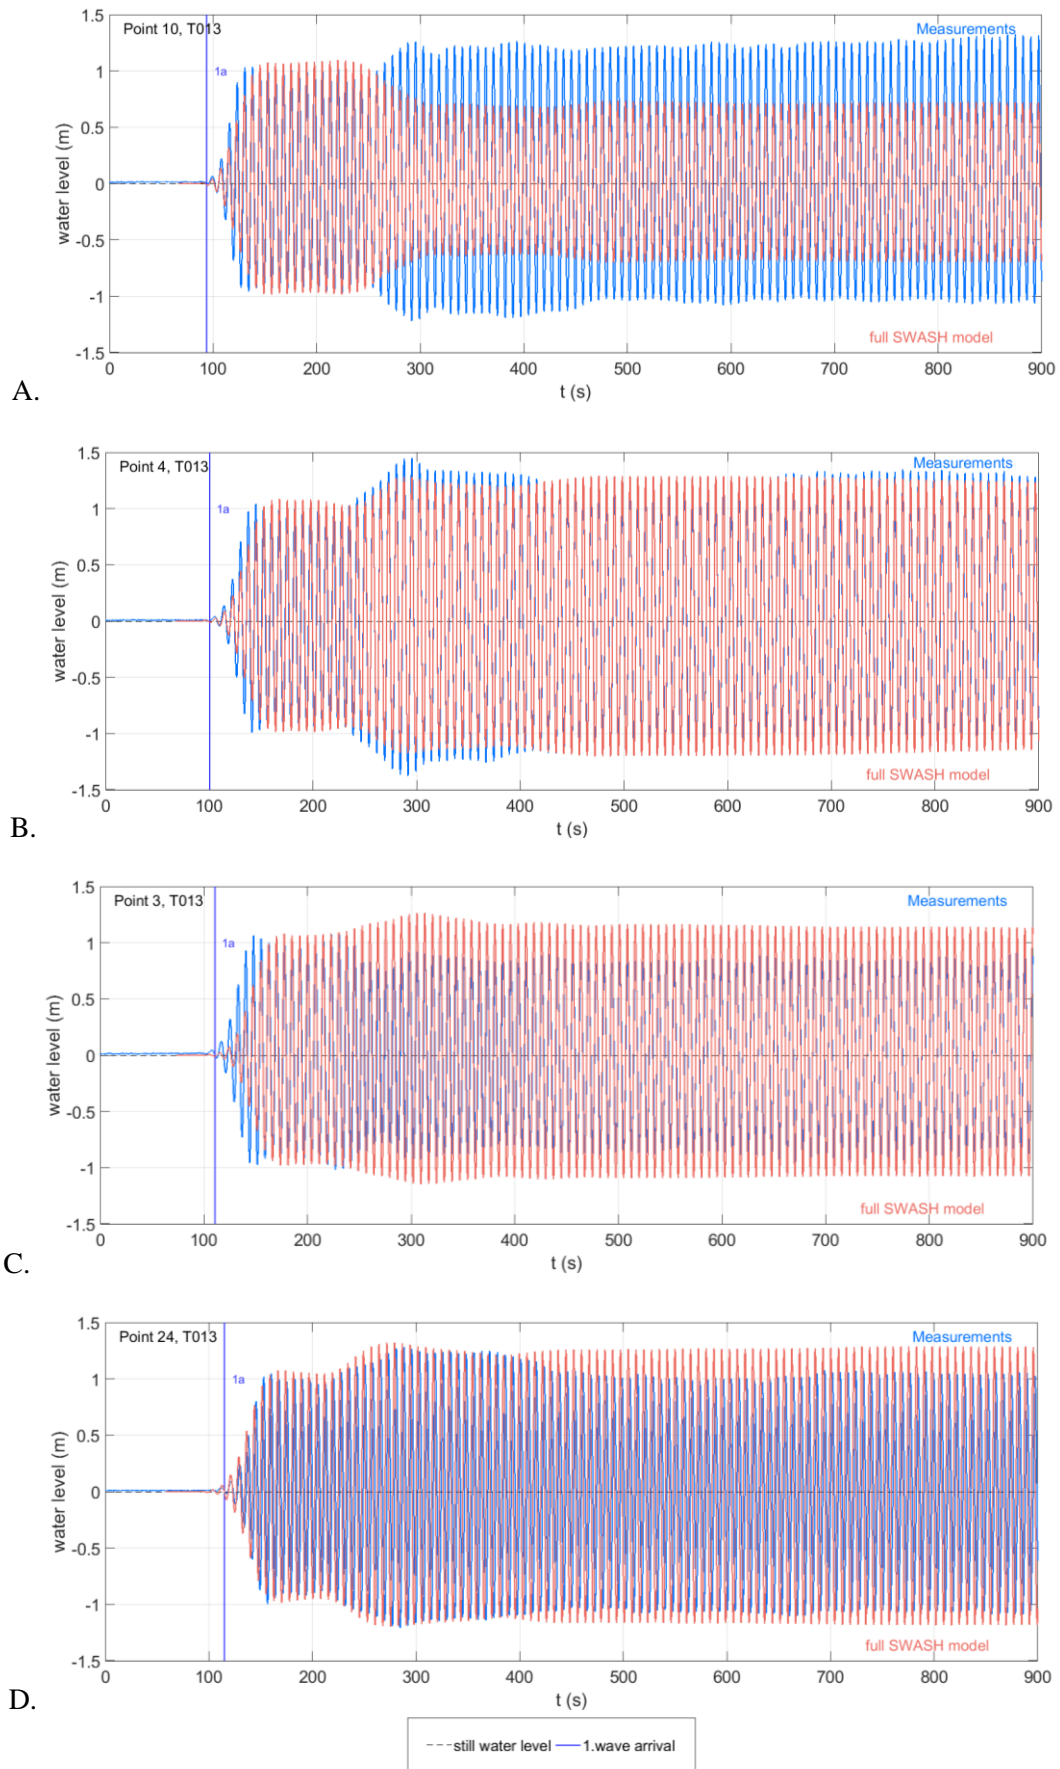 1.5
Point 10, T013
Measurements
1
1a
0.5
0
-0.5
-1
full SWASH model
-1.5
0 100 200 300 400 500 600 700 800 900
water level (m)
t (s)
A.
1.5
Point 4, T013
Measurements
1
1a
0.5
0
-0.5
-1
full SWASH model
-1.5
0 100 200 300 400 500 600 700 800 900
water level (m)
t (s)
B.
1.5
Point 3, T013
Measurements
1
1a
0.5
0
-0.5
-1
full SWASH model
-1.5
0 100 200 300 400 500 600 700 800 900
water level (m)
t (s)
C.
1.5
Point 24, T013
Measurements
1
1a
0.5
0
-0.5
-1
full SWASH model
-1.5
0 100 200 300 400 500 600 700 800 900
water level (m)
t (s)
D.
still water level 1.wave arrival